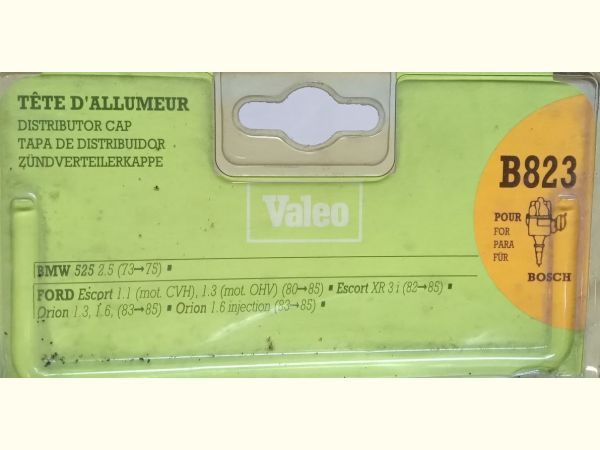 TÊTE D'ALLUMEUR
DISTRIBUTOR CAP
TAPA DE DISTRIBUIDOR
ZÜNDVERTEILERKAPPE
B823
POUR
FOR
PARA
FÜR
BOSCH
Valeo
BMW 525 2.5 (73→75) ▪
FORD Escort 1.1 (mot. CVH), 1.3 (mot. OHV) (80→85) ▪ Escort XR 3 i (82→85) ▪
Orion 1.3, 1.6, (83→85) ▪ Orion 1.6 injection (83→85) ▪